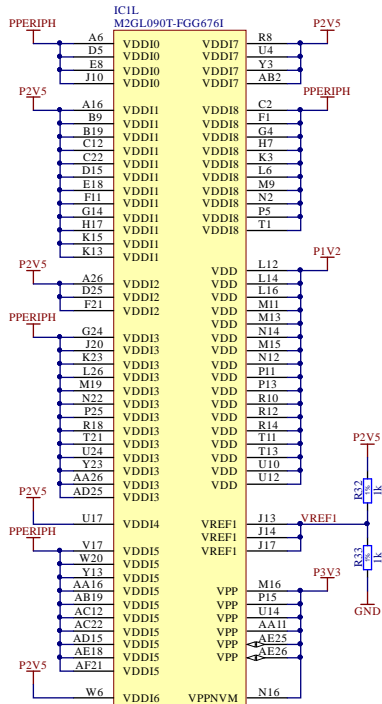 IC1L
M2GL090T-FGG676I
PPERIPH
A6 VDDI0
D5 VDDI0
E8 VDDI0
J10 VDDI0
P2V5
A16 VDDI1
B9 VDDI1
B19 VDDI1
C12 VDDI1
C22 VDDI1
D15 VDDI1
E18 VDDI1
F11 VDDI1
G14 VDDI1
H17 VDDI1
K15 VDDI1
K13 VDDI1
P2V5
A26 VDDI2
D25 VDDI2
F21 VDDI2
PPERIPH
G24 VDDI3
J20 VDDI3
K23 VDDI3
L26 VDDI3
M19 VDDI3
N22 VDDI3
P25 VDDI3
R18 VDDI3
T21 VDDI3
U24 VDDI3
Y23 VDDI3
AA26 VDDI3
AD25 VDDI3
P2V5
U17 VDDI4
PPERIPH
V17 VDDI5
W20 VDDI5
Y13 VDDI5
AA16 VDDI5
AB19 VDDI5
AC12 VDDI5
AC22 VDDI5
AD15 VDDI5
AE18 VDDI5
AF21 VDDI5
P2V5
W6 VDDI6
P2V5
VDDI7 R8
VDDI7 U4
VDDI7 Y3
VDDI7 AB2
PPERIPH
VDDI8 C2
VDDI8 F1
VDDI8 G4
VDDI8 H7
VDDI8 K3
VDDI8 L6
VDDI8 M9
VDDI8 N2
VDDI8 P5
VDDI8 T1
P1V2
VDD L12
VDD L14
VDD L16
VDD M11
VDD M13
VDD N14
VDD M15
VDD N12
VDD P11
VDD P13
VDD R10
VDD R12
VDD R14
VDD T11
VDD T13
VDD U10
VDD U12
VREF1 J13 VREF1
VREF1 J14
VREF1 J17
P2V5
R32 1% 1k
R33 1% 1k
GND
P3V3
VPP M16
VPP P15
VPP U14
VPP AA11
VPP AE25
VPP AE26
VPPNVM N16